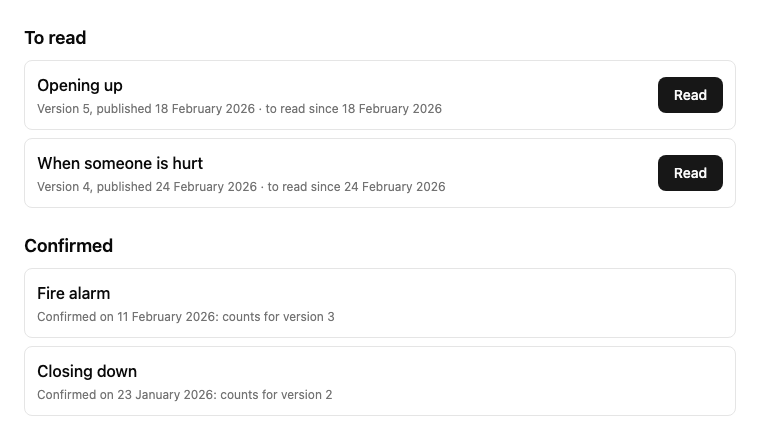 To read
Opening up
Version 5, published 18 February 2026 · to read since 18 February 2026
Read
When someone is hurt
Version 4, published 24 February 2026 · to read since 24 February 2026
Read
Confirmed
Fire alarm
Confirmed on 11 February 2026: counts for version 3
Closing down
Confirmed on 23 January 2026: counts for version 2